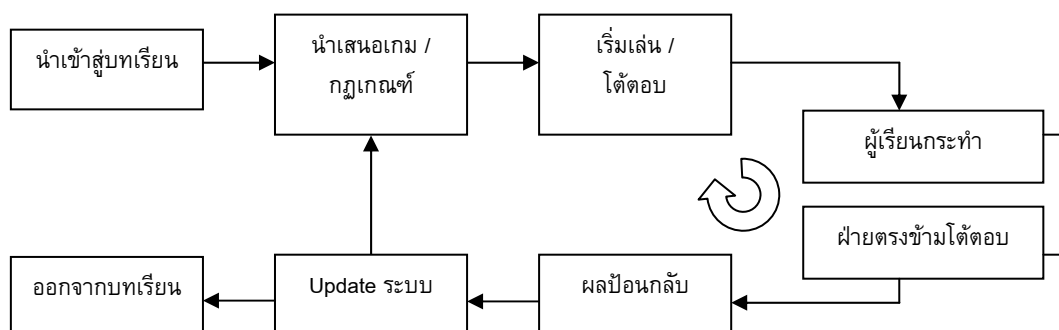 นำเข้าสู่บทเรียน
นำเสนอเกม /
กฎเกณฑ์
เริ่มเล่น /
โต้ตอบ
ผู้เรียนกระทำ
ฝ่ายตรงข้ามโต้ตอบ
ผลป้อนกลับ
Update ระบบ
ออกจากบทเรียน